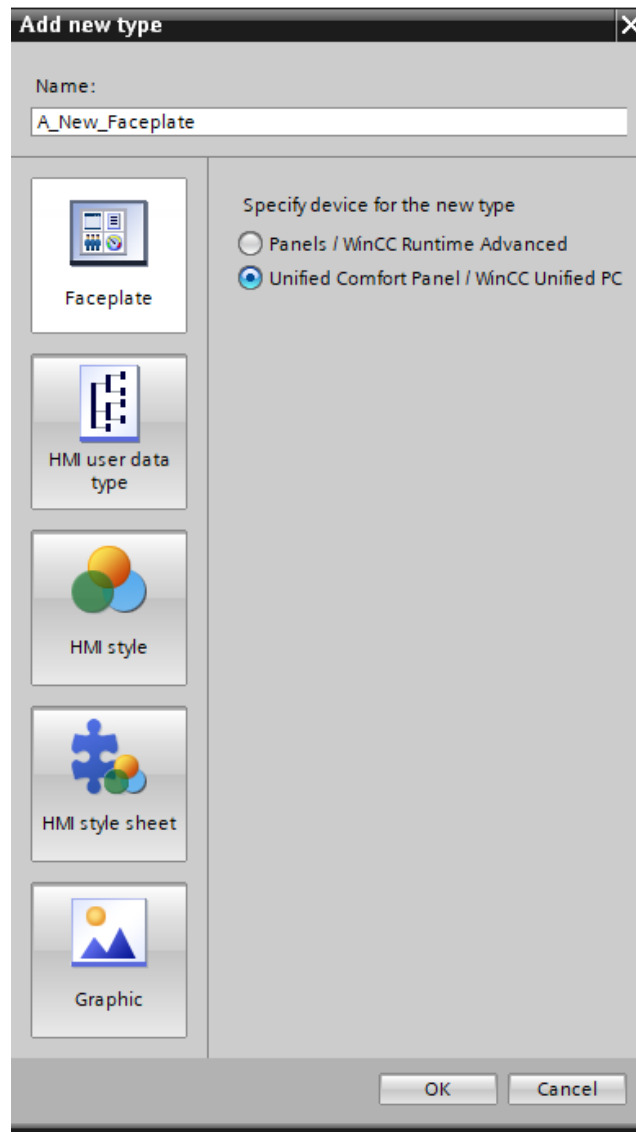 Add new type
Name:
A_New_Faceplate
Faceplate
Specify device for the new type
Panels / WinCC Runtime Advanced
Unified Comfort Panel / WinCC Unified PC
HMI user data
type
HMI style
HMI style sheet
Graphic
OK
Cancel